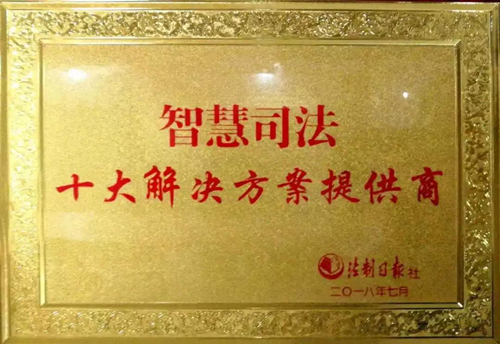 智慧司法
十大解决方案提供商
法制日报社
二〇一八年七月